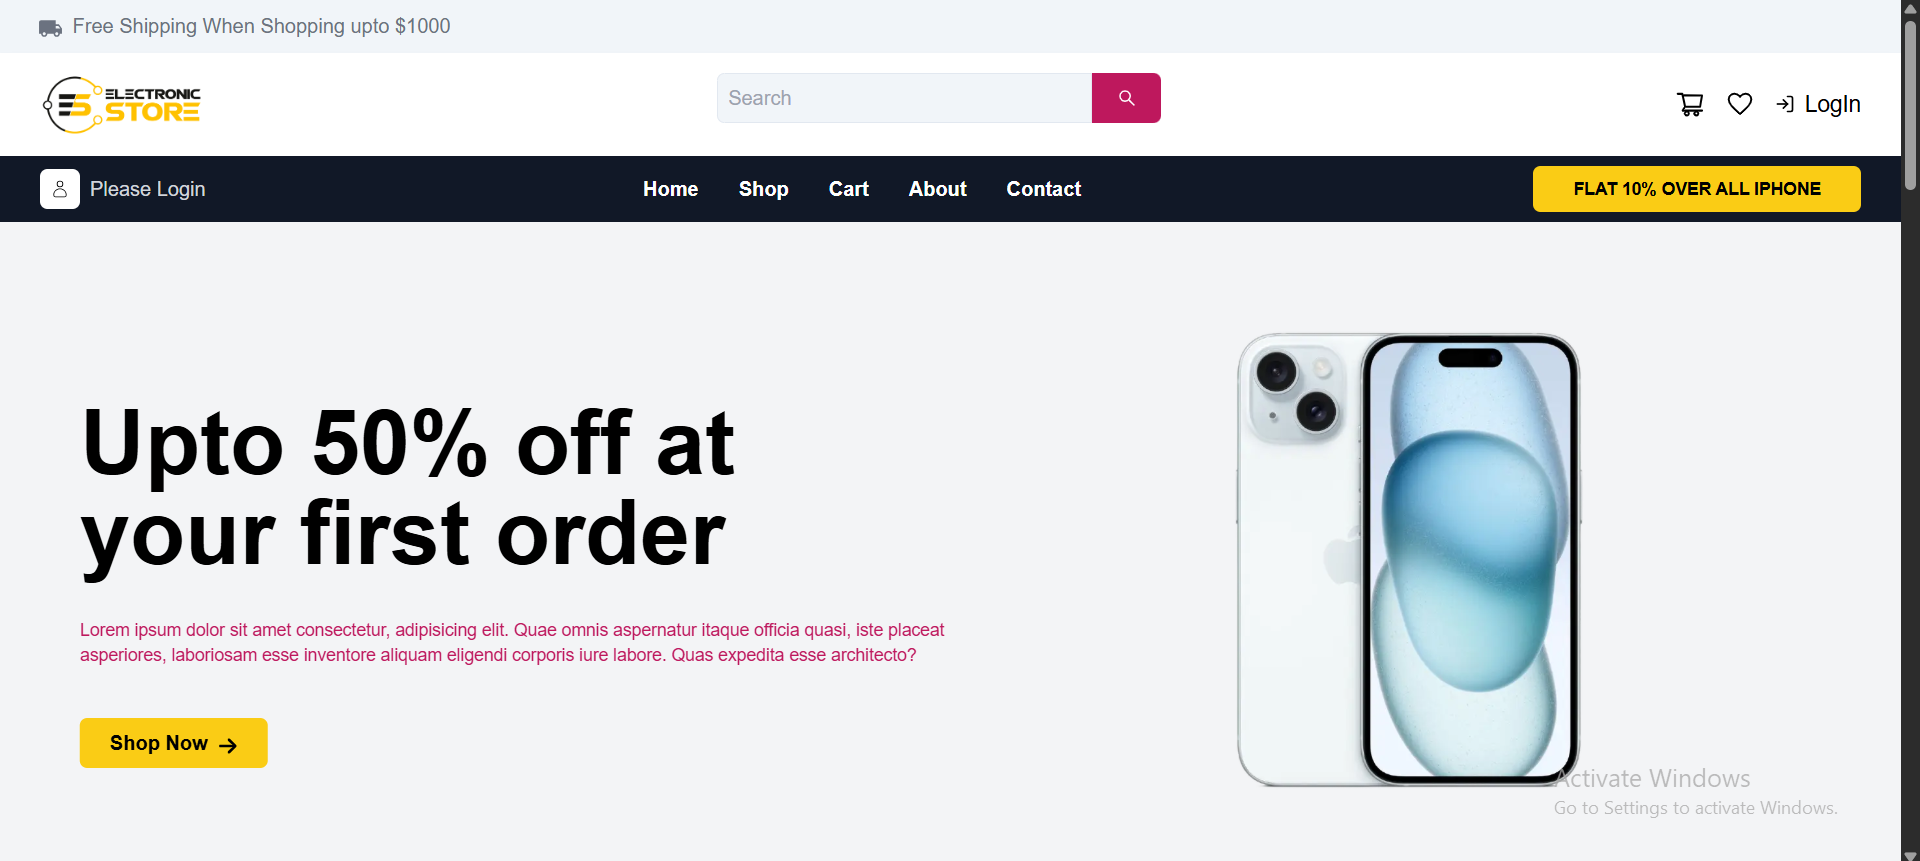 Free Shipping When Shopping upto $1000
ES ELECTRONIC
STORE
Search
LogIn
Please Login
Home
Shop
Cart
About
Contact
FLAT 10% OVER ALL IPHONE
Upto 50% off at
your first order
Lorem ipsum dolor sit amet consectetur, adipisicing elit. Quae omnis aspernatur itaque officia quasi, iste placeat
asperiores, laboriosam esse inventore aliquam eligendi corporis iure labore. Quas expedita esse architecto?
Shop Now
Activate Windows
Go to Settings to activate Windows.